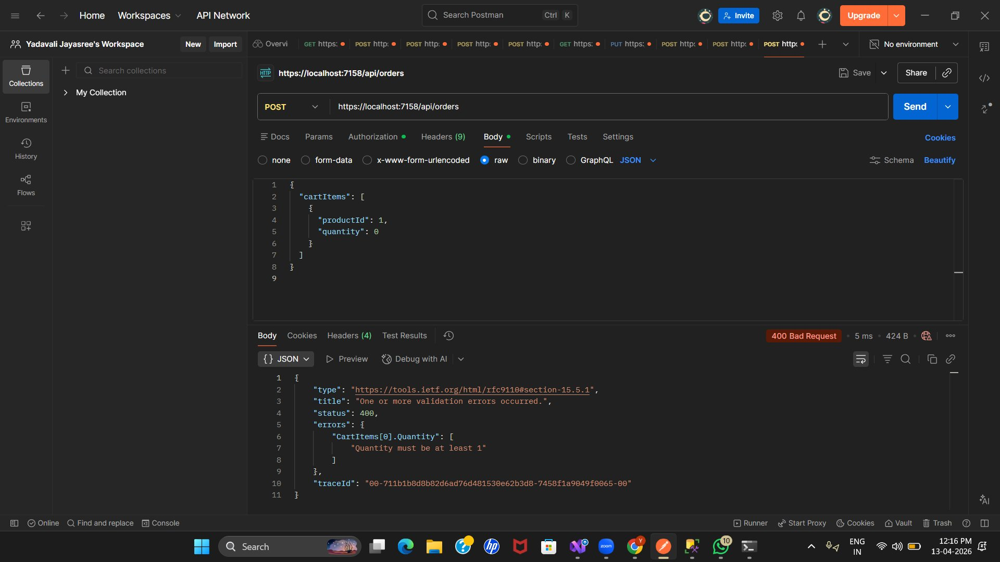 Home Workspaces API Network Search Postman Ctrl K Invite Upgrade
Yadavali Jayasree's Workspace New Import Overvi GET https: POST http: POST http: POST http: POST http: GET https: PUT https: POST http: POST http: POST http: No environment
Collections
Search collections
My Collection
Environments
History
Flows
HTTP https://localhost:7158/api/orders Save Share
POST https://localhost:7158/api/orders Send
Docs Params Authorization Headers (9) Body Scripts Tests Settings Cookies
none form-data x-www-form-urlencoded raw binary GraphQL JSON Schema Beautify
1 {
2 "cartItems": [
3 {
4 "productId": 1,
5 "quantity": 0
6 }
7 ]
8 }
9
Body Cookies Headers (4) Test Results 400 Bad Request • 5 ms • 424 B
{} JSON Preview Debug with AI
1 {
2 "type": "https://tools.ietf.org/html/rfc9110#section-15.5.1",
3 "title": "One or more validation errors occurred.",
4 "status": 400,
5 "errors": {
6 "CartItems[0].Quantity": [
7 "Quantity must be at least 1"
8 ]
9 },
10 "traceId": "00-711b1b8d8b82d6ad76d481530e62b3d8-7458f1a9049f0065-00"
11 }
AI
Online Find and replace Console Runner Start Proxy Cookies Vault Trash
Search hp zoom Y 10 ENG IN 12:16 PM
13-04-2026